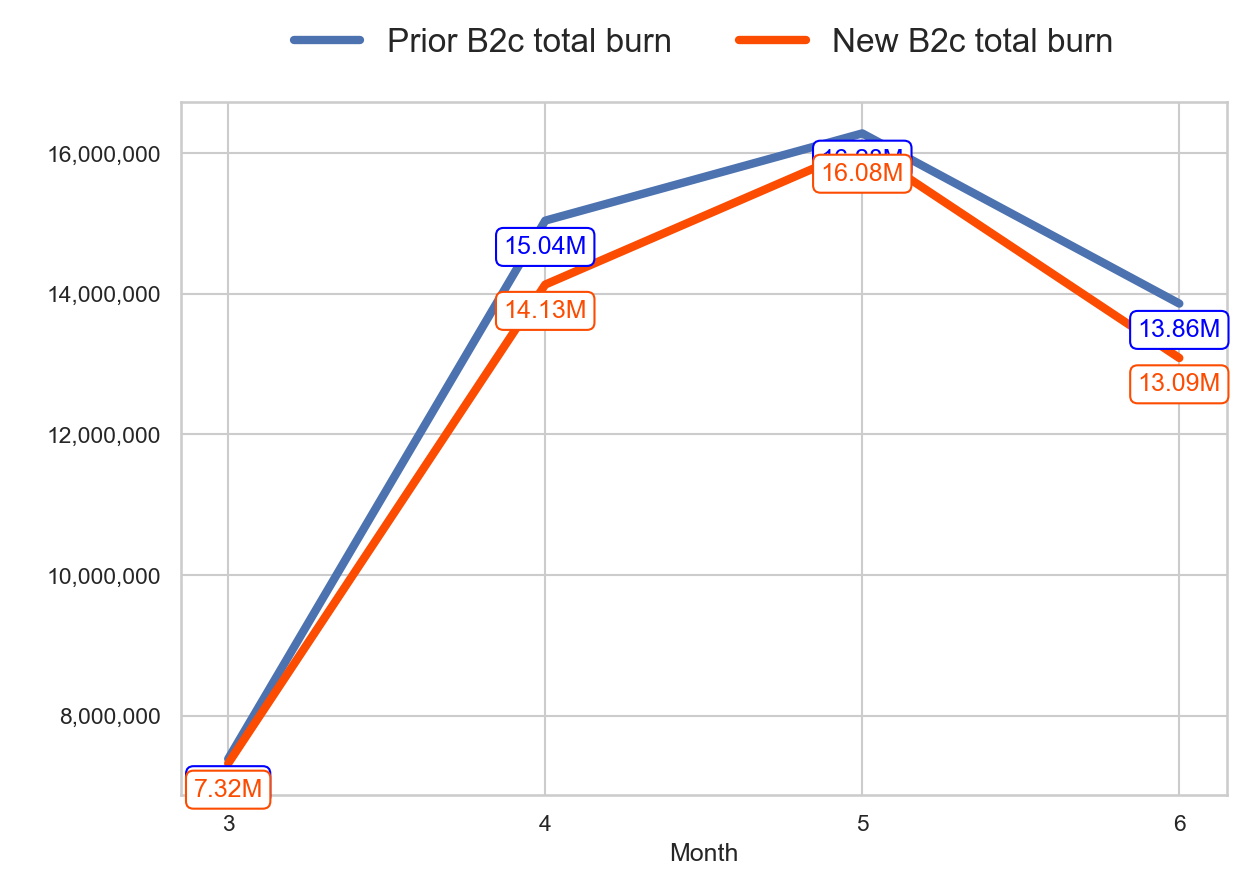 Prior B2c total burn New B2c total burn
16,000,000
14,000,000
12,000,000
10,000,000
8,000,000
16.08M
15.04M
14.13M
13.86M
13.09M
7.32M
3 4 5 6
Month